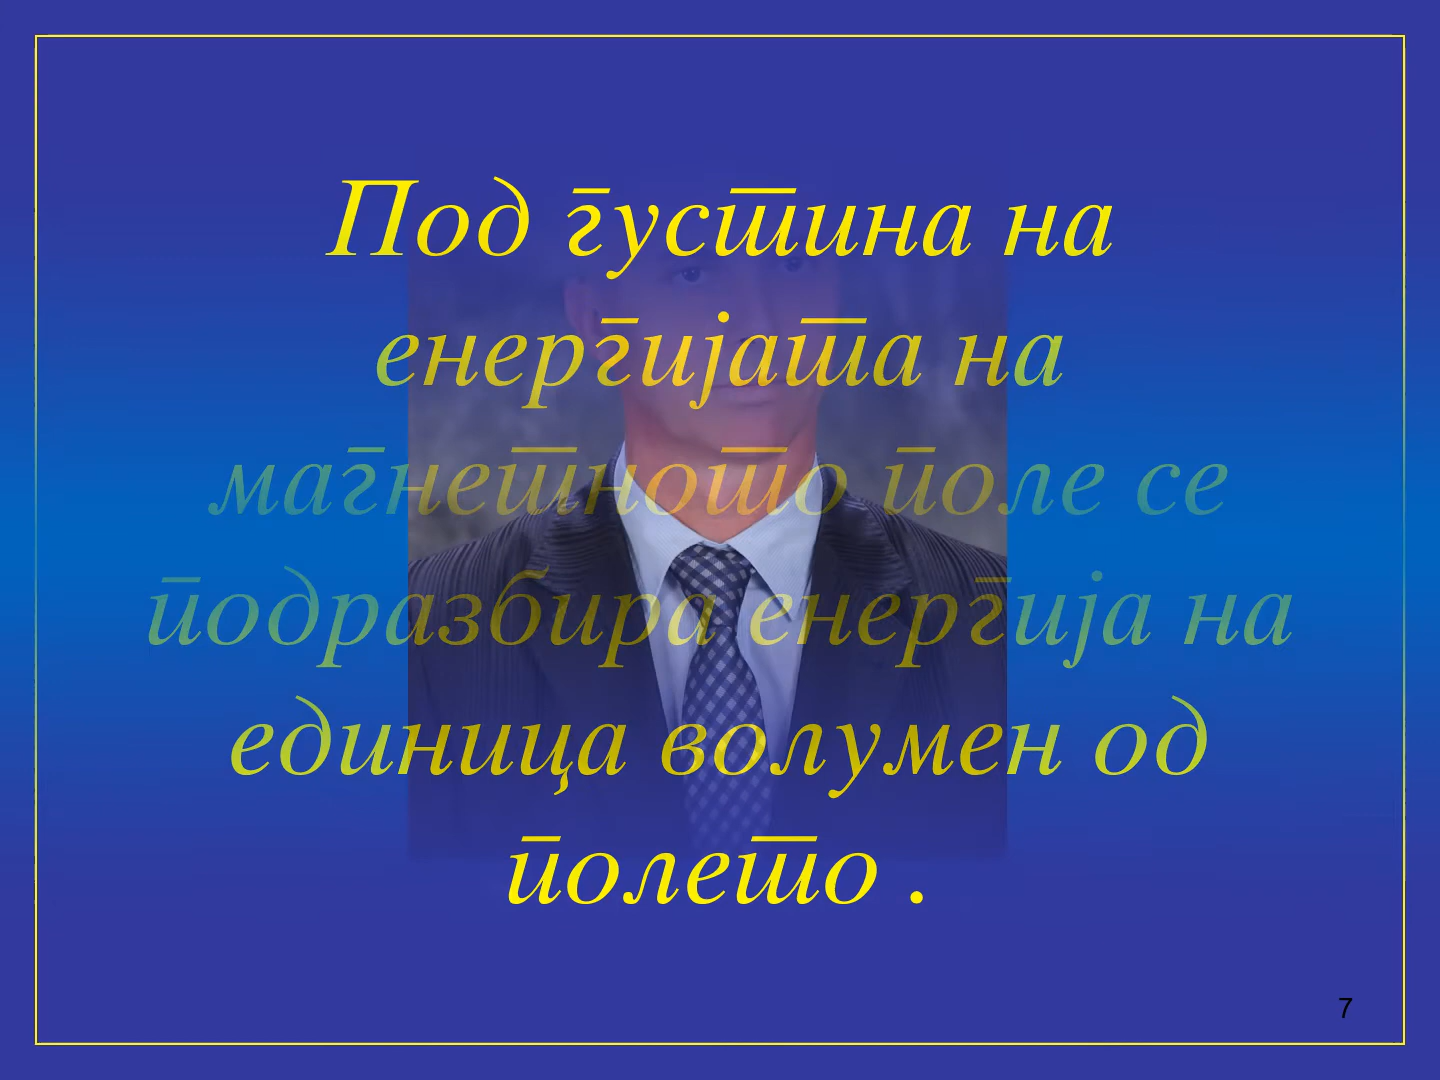 Под густина на
енергијата на
магнетното поле се
подразбира енергија на
единица волумен од
полето .
7